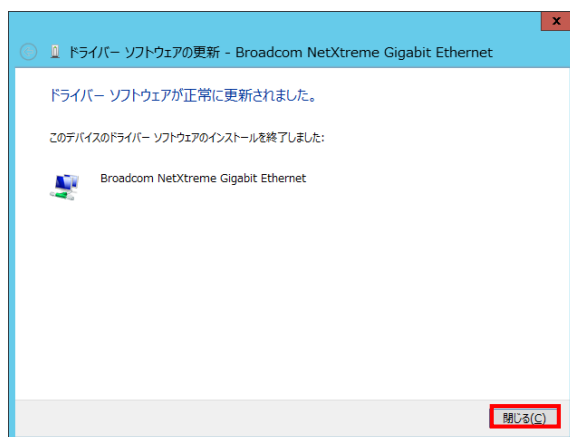 x
ドライバー ソフトウェアの更新 - Broadcom NetXtreme Gigabit Ethernet
ドライバー ソフトウェアが正常に更新されました。
このデバイスのドライバー ソフトウェアのインストールを終了しました:
Broadcom NetXtreme Gigabit Ethernet
閉じる(C)